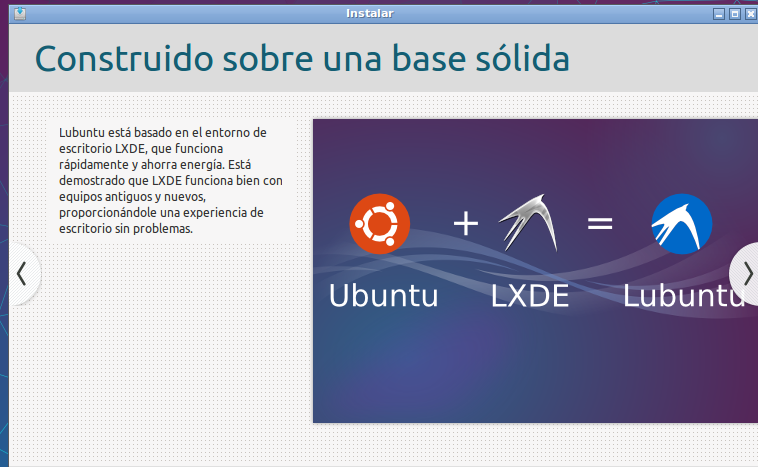 Instalar
Construido sobre una base sólida
Lubuntu está basado en el entorno de
escritorio LXDE, que funciona
rápidamente y ahorra energía. Está
demostrado que LXDE funciona bien con
equipos antiguos y nuevos,
proporcionándole una experiencia de
escritorio sin problemas.
+ =
Ubuntu LXDE Lubuntu